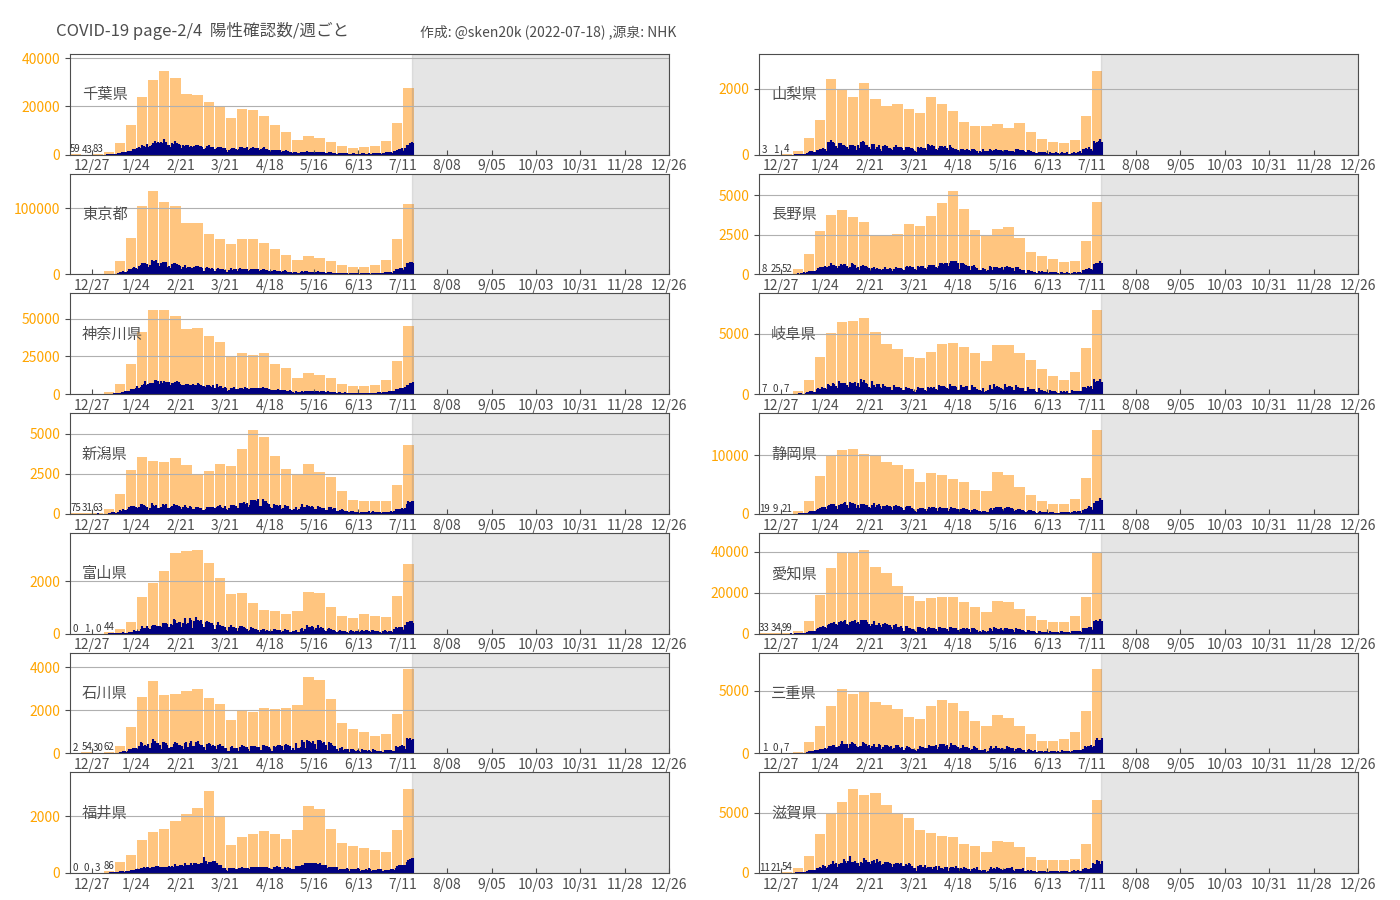 COVID-19 page-2/4 陽性確認数/週ごと
作成: @sken20k (2022-07-18) ,源泉: NHK
40000
20000
0
千葉県
59 43 83
12/27 1/24 2/21 3/21 4/18 5/16 6/13 7/11 8/08 9/05 10/03 10/31 11/28 12/26
2000
0
山梨県
3 1 4
12/27 1/24 2/21 3/21 4/18 5/16 6/13 7/11 8/08 9/05 10/03 10/31 11/28 12/26
100000
0
東京都
12/27 1/24 2/21 3/21 4/18 5/16 6/13 7/11 8/08 9/05 10/03 10/31 11/28 12/26
5000
2500
0
長野県
8 25 52
12/27 1/24 2/21 3/21 4/18 5/16 6/13 7/11 8/08 9/05 10/03 10/31 11/28 12/26
50000
25000
0
神奈川県
12/27 1/24 2/21 3/21 4/18 5/16 6/13 7/11 8/08 9/05 10/03 10/31 11/28 12/26
5000
0
岐阜県
7 0 7
12/27 1/24 2/21 3/21 4/18 5/16 6/13 7/11 8/08 9/05 10/03 10/31 11/28 12/26
5000
2500
0
新潟県
75 31 63
12/27 1/24 2/21 3/21 4/18 5/16 6/13 7/11 8/08 9/05 10/03 10/31 11/28 12/26
10000
0
静岡県
19 9 21
12/27 1/24 2/21 3/21 4/18 5/16 6/13 7/11 8/08 9/05 10/03 10/31 11/28 12/26
2000
0
富山県
0 1 0 44
12/27 1/24 2/21 3/21 4/18 5/16 6/13 7/11 8/08 9/05 10/03 10/31 11/28 12/26
40000
20000
0
愛知県
33 34 99
12/27 1/24 2/21 3/21 4/18 5/16 6/13 7/11 8/08 9/05 10/03 10/31 11/28 12/26
4000
2000
0
石川県
2 54 30 62
12/27 1/24 2/21 3/21 4/18 5/16 6/13 7/11 8/08 9/05 10/03 10/31 11/28 12/26
5000
0
三重県
1 0 7
12/27 1/24 2/21 3/21 4/18 5/16 6/13 7/11 8/08 9/05 10/03 10/31 11/28 12/26
2000
0
福井県
0 0 3 86
12/27 1/24 2/21 3/21 4/18 5/16 6/13 7/11 8/08 9/05 10/03 10/31 11/28 12/26
5000
0
滋賀県
11 21 54
12/27 1/24 2/21 3/21 4/18 5/16 6/13 7/11 8/08 9/05 10/03 10/31 11/28 12/26